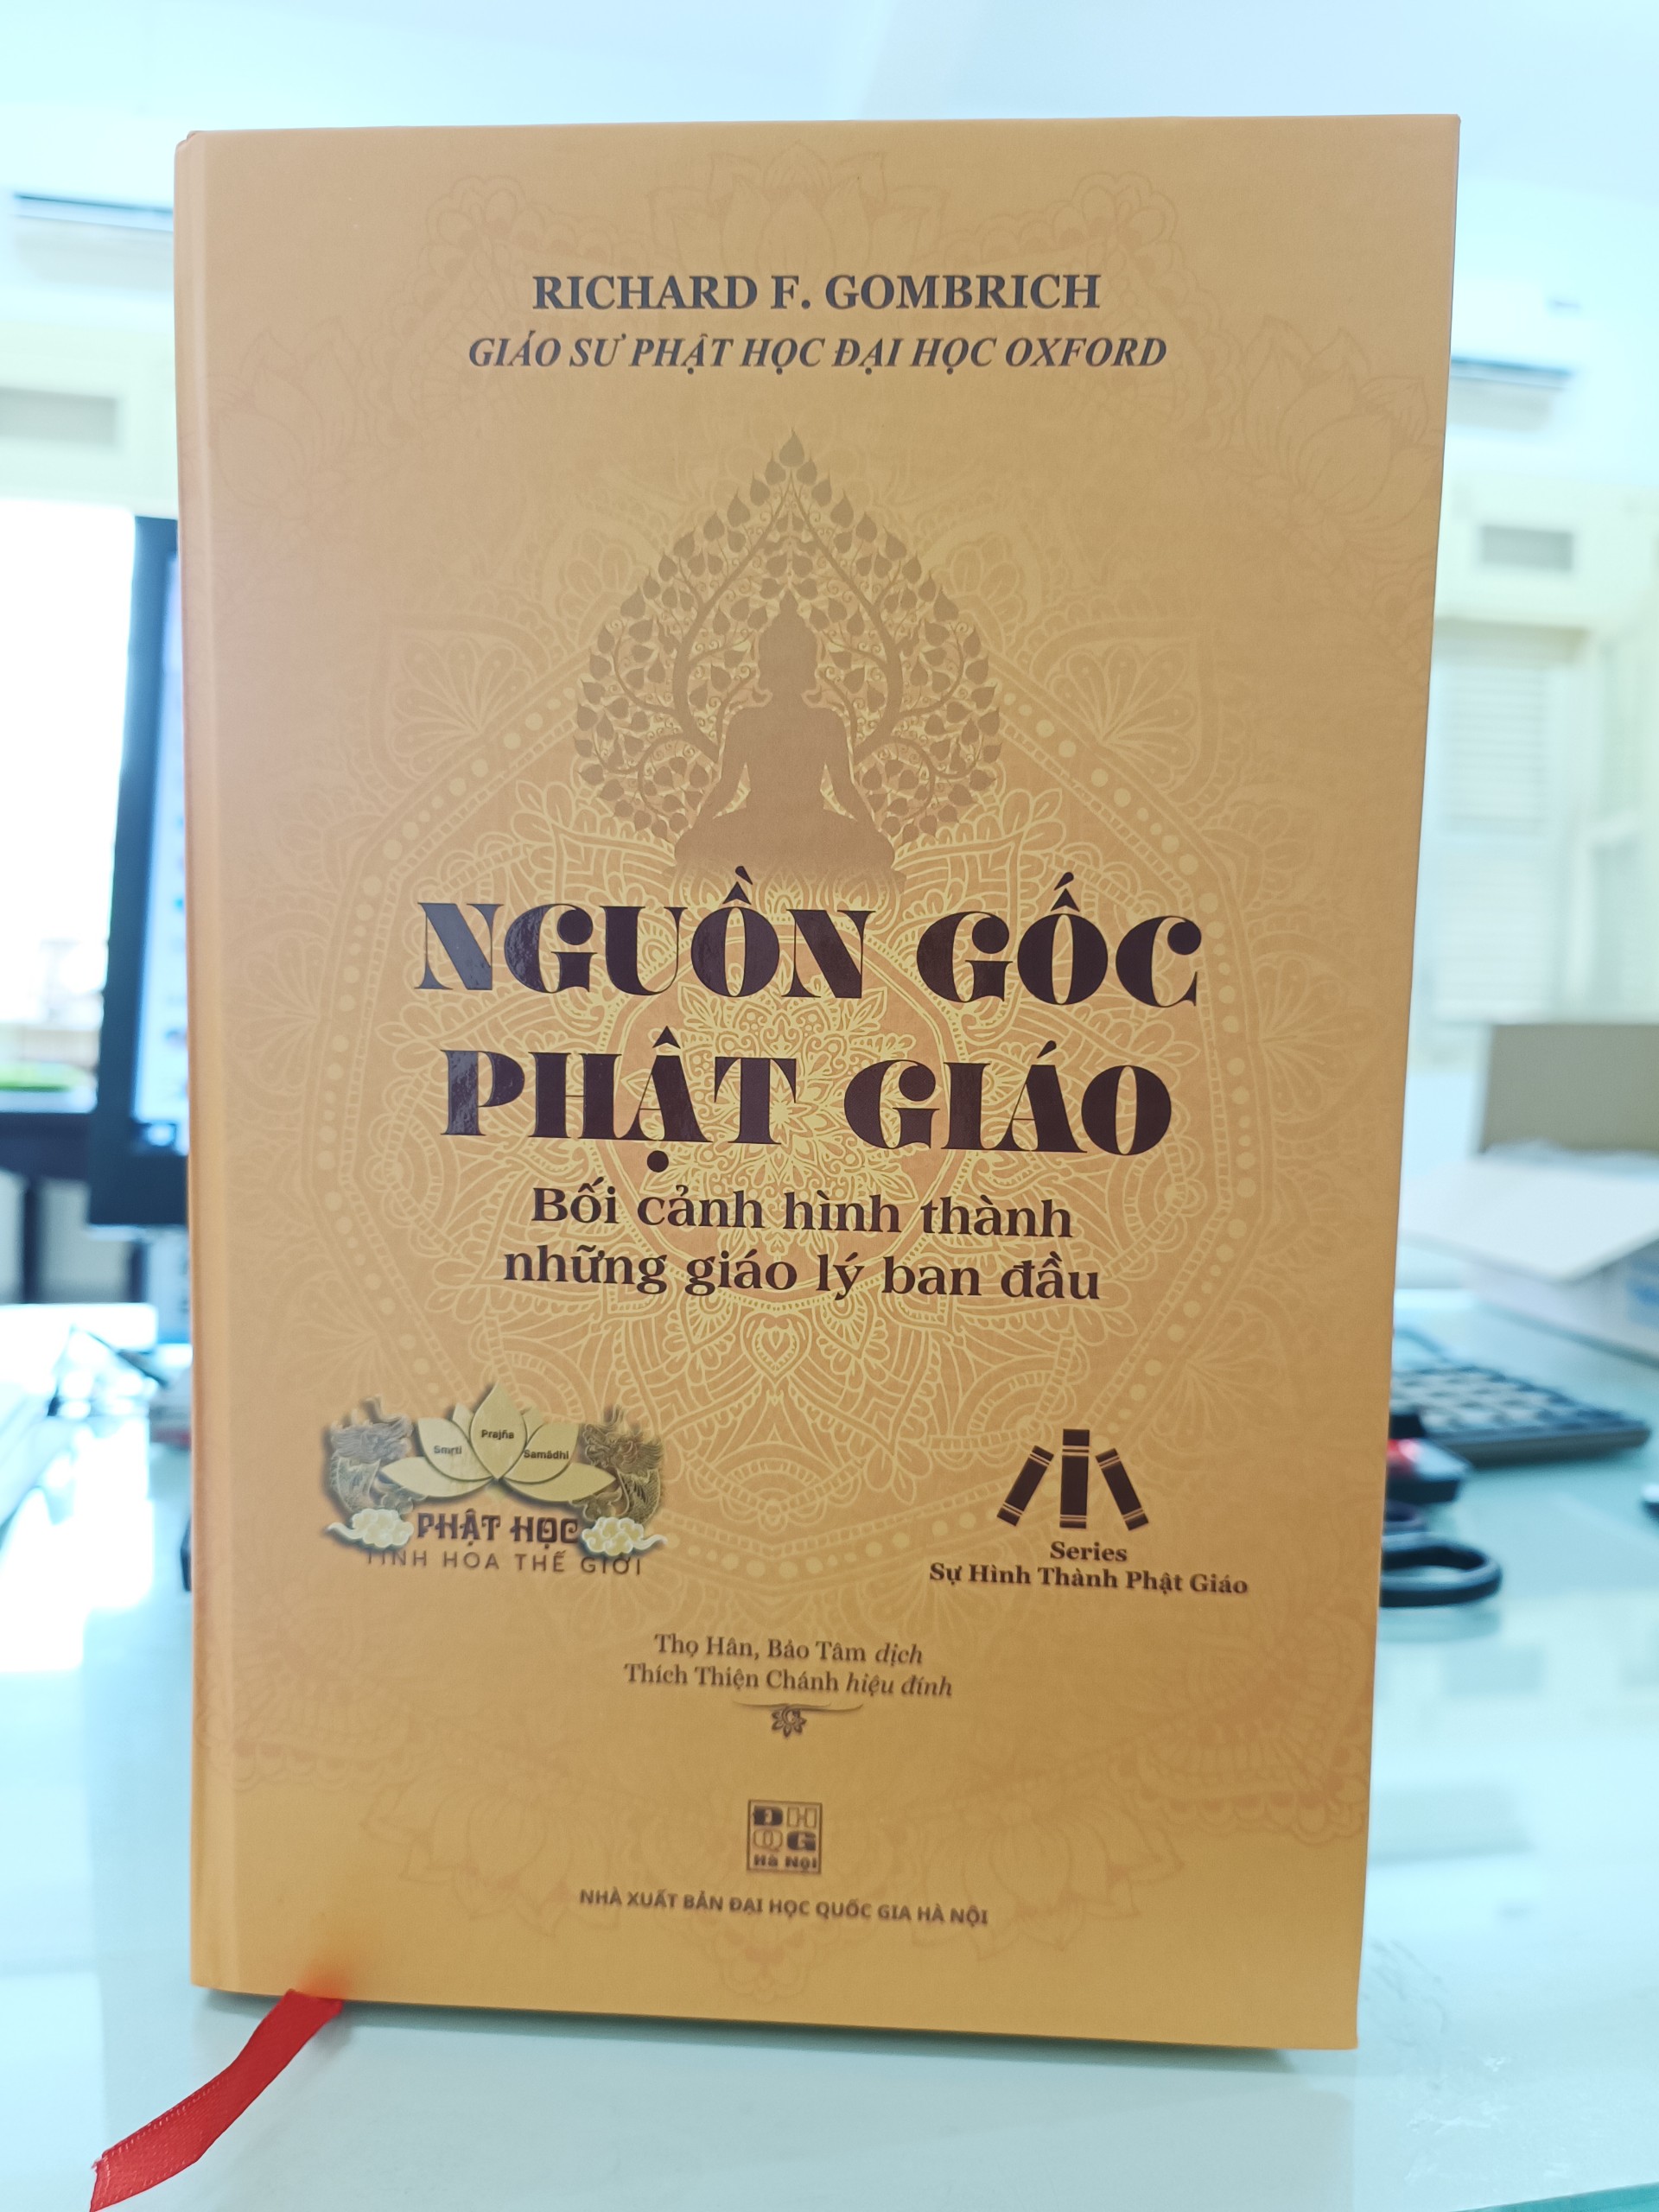 RICHARD F. GOMBRICH
GIÁO SƯ PHẬT HỌC ĐẠI HỌC OXFORD
NGUỒN GỐC
PHẬT GIÁO
Bối cảnh hình thành
những giáo lý ban đầu
Smṛti Prajña Samādhi
PHẬT HỌC
TINH HOA THẾ GIỚI
Series
Sự Hình Thành Phật Giáo
Thọ Hân, Bảo Tâm dịch
Thích Thiện Chánh hiệu đính
ĐH
QG
Hà Nội
NHÀ XUẤT BẢN ĐẠI HỌC QUỐC GIA HÀ NỘI